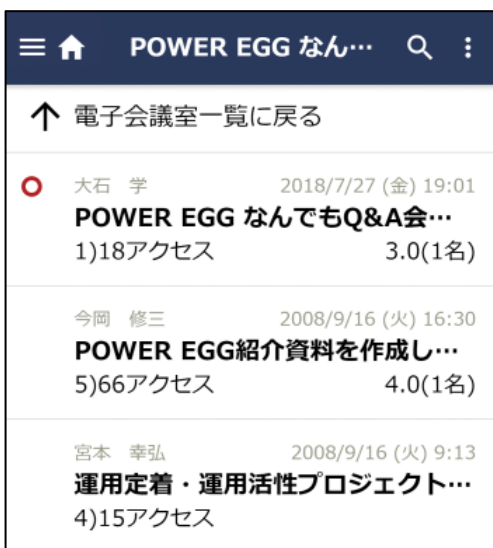 POWER EGG なん…
電子会議室一覧に戻る
大石 学 2018/7/27 (金) 19:01
POWER EGG なんでもQ&A会…
1)18アクセス 3.0(1名)
今岡 修三 2008/9/16 (火) 16:30
POWER EGG紹介資料を作成し…
5)66アクセス 4.0(1名)
宮本 幸弘 2008/9/16 (火) 9:13
運用定着・運用活性プロジェクト…
4)15アクセス